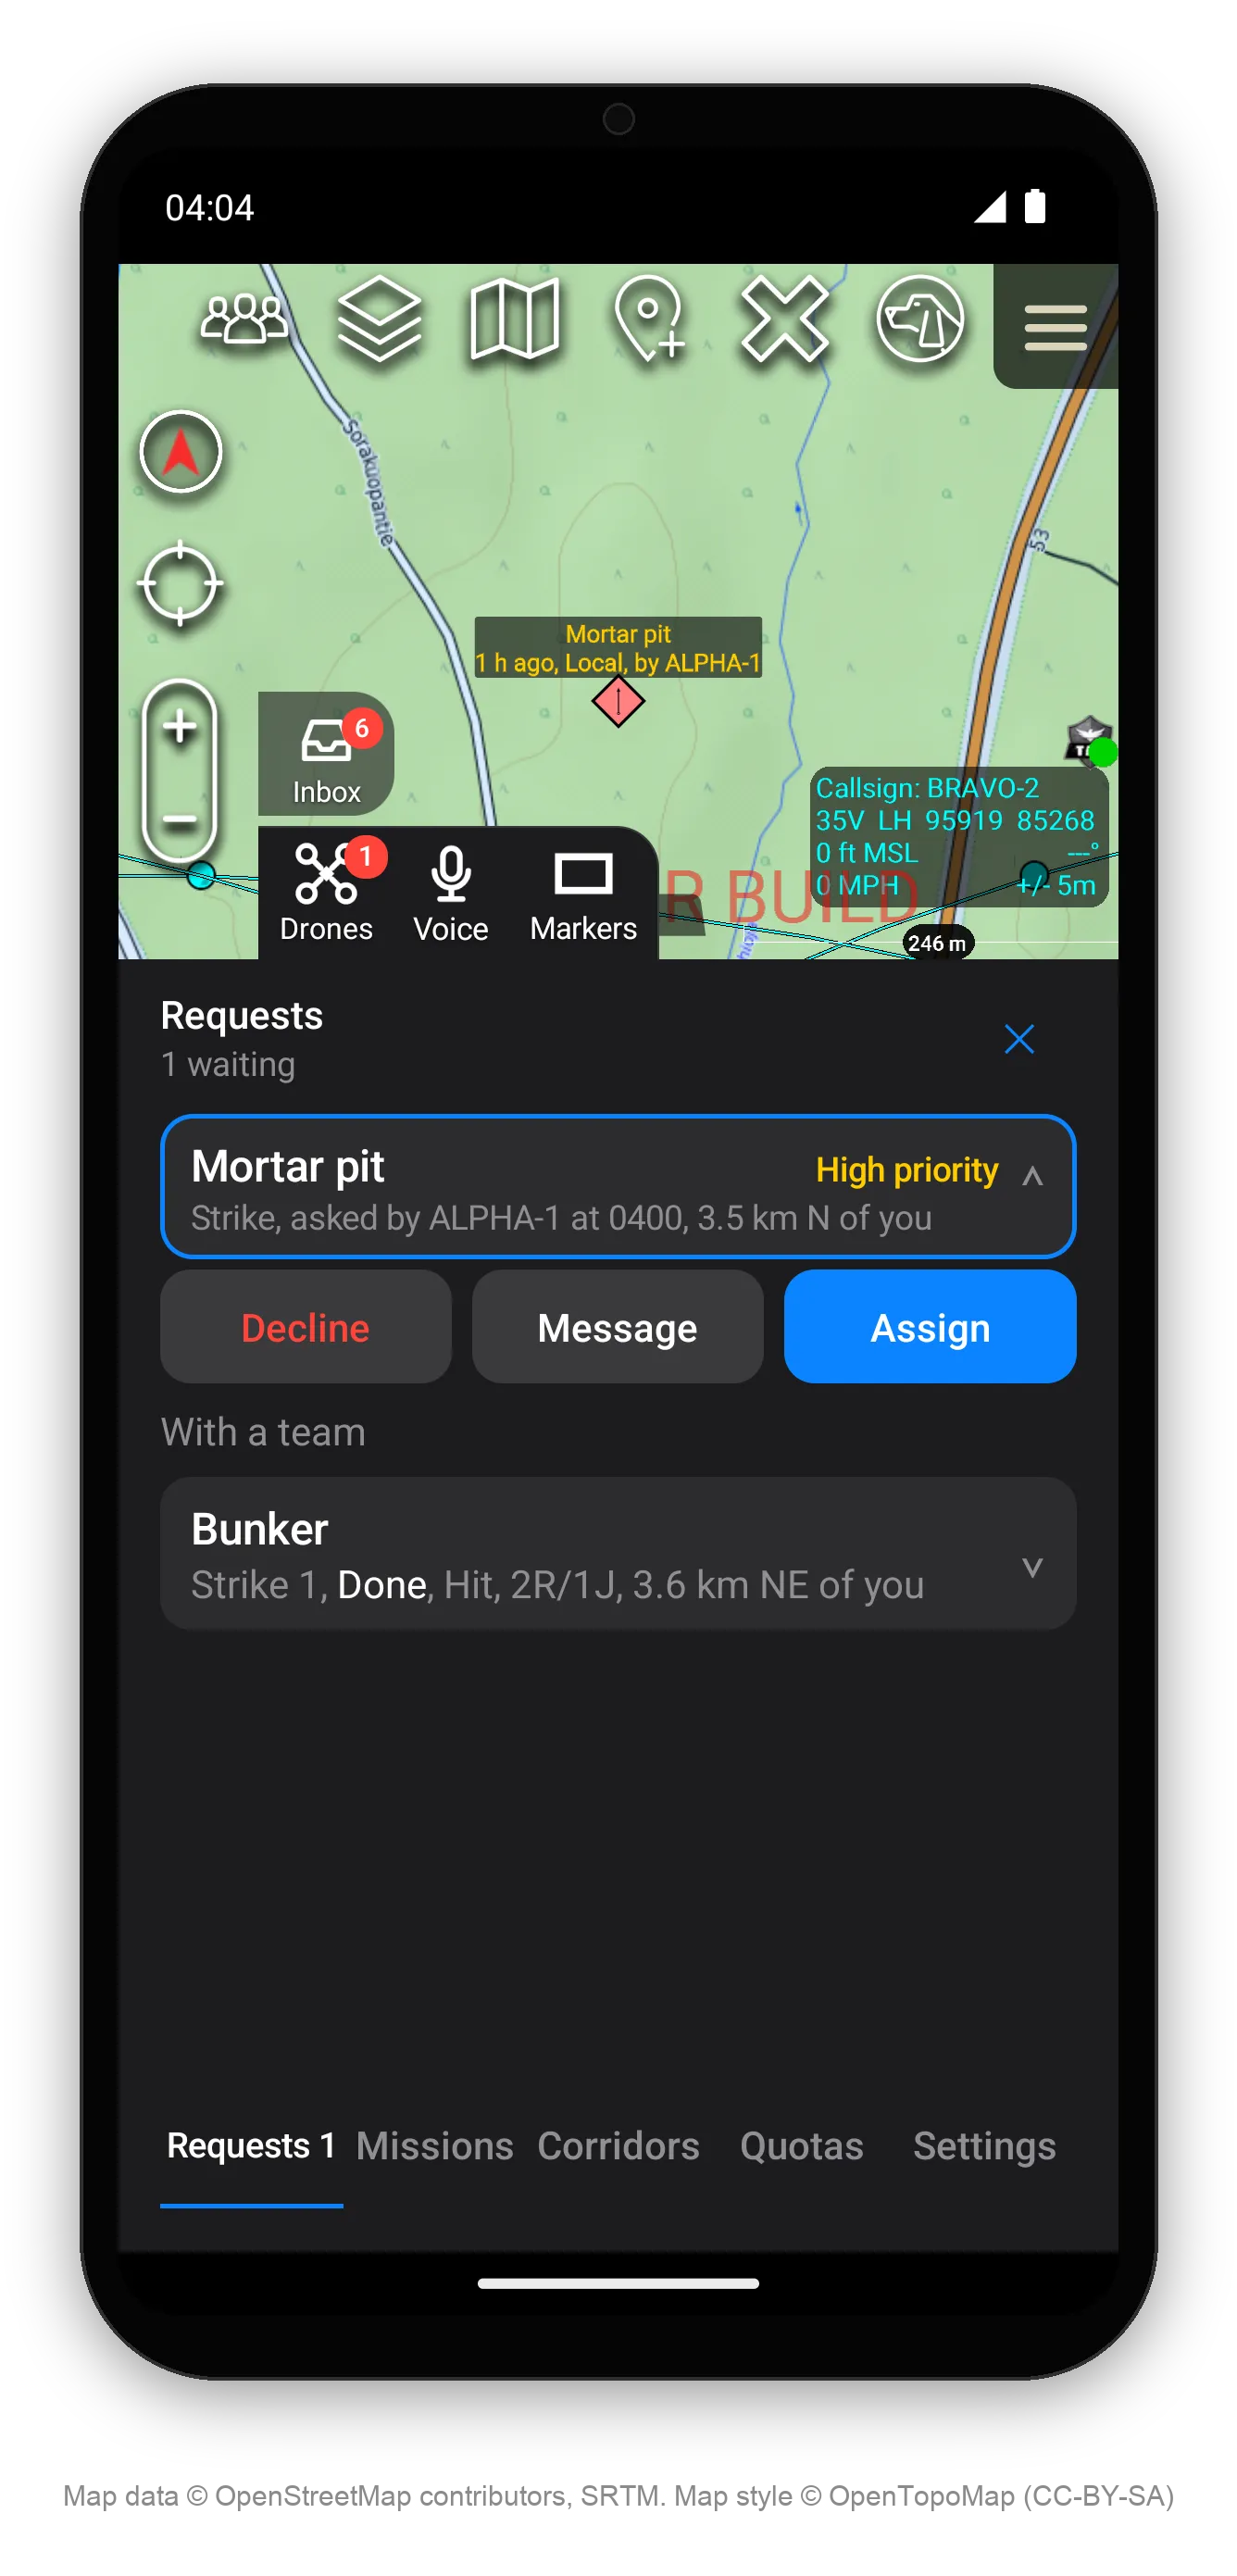 04:04
Sorakuopantie
53
Mortar pit
1 h ago, Local, by ALPHA-1
6
Inbox
Callsign: BRAVO-2
35V LH 95919 85268
0 ft MSL ---°
0 MPH +/- 5m
1
Drones Voice Markers
R BUILD
246 m
Requests
1 waiting
Mortar pit
High priority
Strike, asked by ALPHA-1 at 0400, 3.5 km N of you
Decline Message Assign
With a team
Bunker
Strike 1, Done, Hit, 2R/1J, 3.6 km NE of you
Requests 1 Missions Corridors Quotas Settings
Map data © OpenStreetMap contributors, SRTM. Map style © OpenTopoMap (CC-BY-SA)